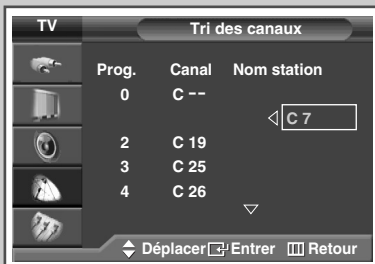 TV
Tri des canaux
Prog. Canal Nom station
0 C --
C 7
2 C 19
3 C 25
4 C 26
Déplacer Entrer Retour